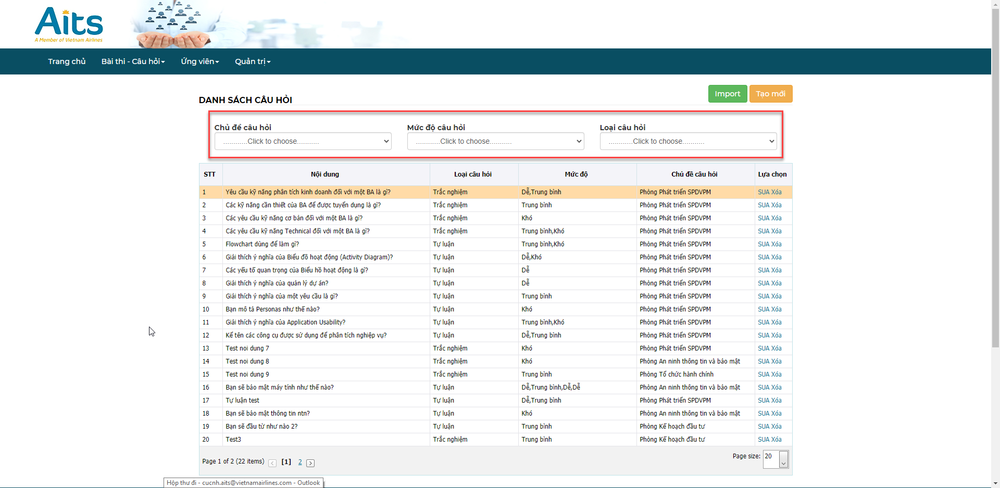 Aits
A Member of Vietnam Airlines
Trang chủ Bài thi - Câu hỏi Ứng viên Quản trị
DANH SÁCH CÂU HỎI
Import Tạo mới
Chủ đề câu hỏi Mức độ câu hỏi Loại câu hỏi
............Click to choose........... ............Click to choose........... ............Click to choose...........
STT Nội dung Loại câu hỏi Mức độ Chủ đề câu hỏi Lựa chọn
1 Yêu cầu kỹ năng phân tích kinh doanh đối với một BA là gì? Trắc nghiệm Dễ,Trung bình Phòng Phát triển SPDVPM SUA Xóa
2 Các kỹ năng cần thiết của BA để được tuyển dụng là gì? Trắc nghiệm Trung bình Phòng Phát triển SPDVPM SUA Xóa
3 Các yêu cầu kỹ năng cơ bản đối với một BA là gì? Trắc nghiệm Khó Phòng Phát triển SPDVPM SUA Xóa
4 Các yêu cầu kỹ năng Technical đối với một BA là gì? Trắc nghiệm Trung bình,Khó Phòng Phát triển SPDVPM SUA Xóa
5 Flowchart dùng để làm gì? Tự luận Trung bình,Khó Phòng Phát triển SPDVPM SUA Xóa
6 Giải thích ý nghĩa của Biểu đồ hoạt động (Activity Diagram)? Tự luận Dễ,Khó Phòng Phát triển SPDVPM SUA Xóa
7 Các yếu tố quan trọng của Biểu hồ hoạt động là gì? Tự luận Dễ Phòng Phát triển SPDVPM SUA Xóa
8 Giải thích ý nghĩa của quản lý dự án? Tự luận Dễ Phòng Phát triển SPDVPM SUA Xóa
9 Giải thích ý nghĩa của một yêu cầu là gì? Tự luận Trung bình Phòng Phát triển SPDVPM SUA Xóa
10 Bạn mô tả Personas như thế nào? Tự luận Khó Phòng Phát triển SPDVPM SUA Xóa
11 Giải thích ý nghĩa của Application Usability? Tự luận Trung bình,Khó Phòng Phát triển SPDVPM SUA Xóa
12 Kể tên các công cụ được sử dụng để phân tích nghiệp vụ? Tự luận Dễ,Trung bình Phòng Phát triển SPDVPM SUA Xóa
13 Test noi dung 7 Trắc nghiệm Khó Phòng Phát triển SPDVPM SUA Xóa
14 Test noi dung 8 Trắc nghiệm Khó Phòng An ninh thông tin và bảo mật SUA Xóa
15 Test noi dung 9 Trắc nghiệm Trung bình Phòng Tổ chức hành chính SUA Xóa
16 Bạn sẽ bảo mật máy tính như thế nào? Tự luận Dễ,Trung bình,Dễ,Dễ Phòng An ninh thông tin và bảo mật SUA Xóa
17 Tự luận test Tự luận Dễ,Trung bình Phòng Phát triển SPDVPM SUA Xóa
18 Bạn sẽ bảo mật thông tin ntn? Tự luận Khó Phòng An ninh thông tin và bảo mật SUA Xóa
19 Bạn sẽ đầu từ như nào 2? Tự luận Trung bình Phòng Kế hoạch đầu tư SUA Xóa
20 Test3 Trắc nghiệm Trung bình Phòng Kế hoạch đầu tư SUA Xóa
Page 1 of 2 (22 items) [1] 2 Page size: 20
Hộp thư đi - cucnh.aits@vietnamairlines.com - Outlook